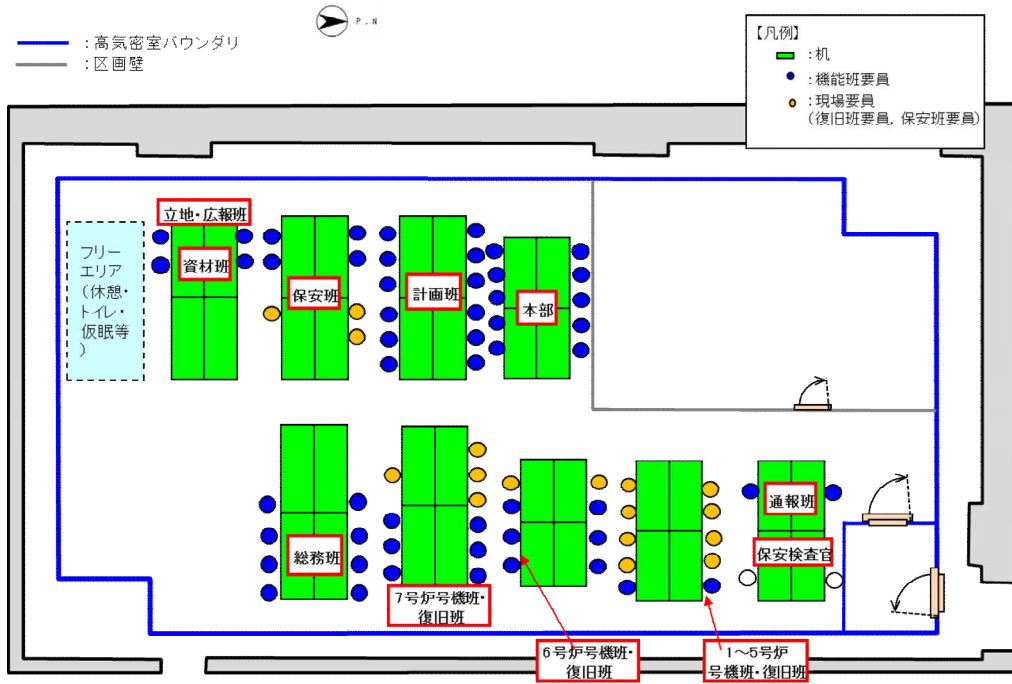 P.N
：高気密室バウンダリ
：区画壁
【凡例】
：机
：機能班要員
：現場要員
（復旧班要員，保安班要員）
立地・広報班
資材班
保安班
計画班
本部
フリー
エリア
（休憩・
トイレ・
仮眠等
）
総務班
7号炉号機班・
復旧班
通報班
保安検査官
6号炉号機班・
復旧班
1～5号炉
号機班・復旧班